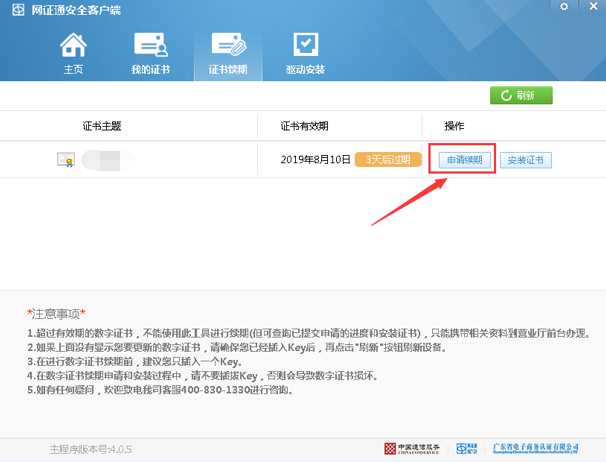 网证通安全客户端
主页 我的证书 证书续期 驱动安装
刷新
证书主题 证书有效期 操作
2019年8月10日 3天后过期 申请续期 安装证书
*注意事项*
1.超过有效期的数字证书，不能使用此工具进行续期(但可查询已提交申请的进度和安装证书)，只能携带相关资料到营业厅前台办理。
2.如果上面没有显示您要更新的数字证书，请确保您已经插入Key后，再点击"刷新"按钮刷新设备。
3.在进行数字证书续期前，建议您只插入一个Key。
4.在数字证书续期申请和安装过程中，请不要插拔Key，否则会导致数字证书损坏。
5.如有任何疑问，欢迎致电我司客服400-830-1330进行咨询。
主程序版本号:4.0.5 中国通信服务 广东省电子商务认证有限公司
CHINA COMSERVICE